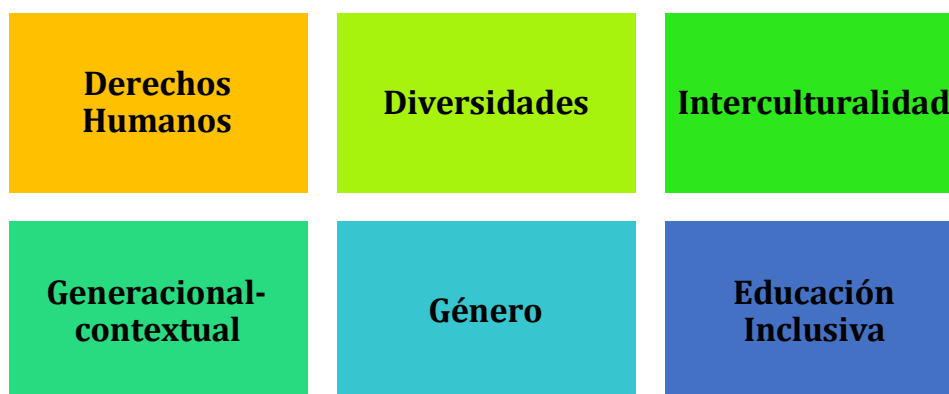 Derechos
Humanos
Diversidades
Interculturalidad
Generacional-
contextual
Género
Educación
Inclusiva